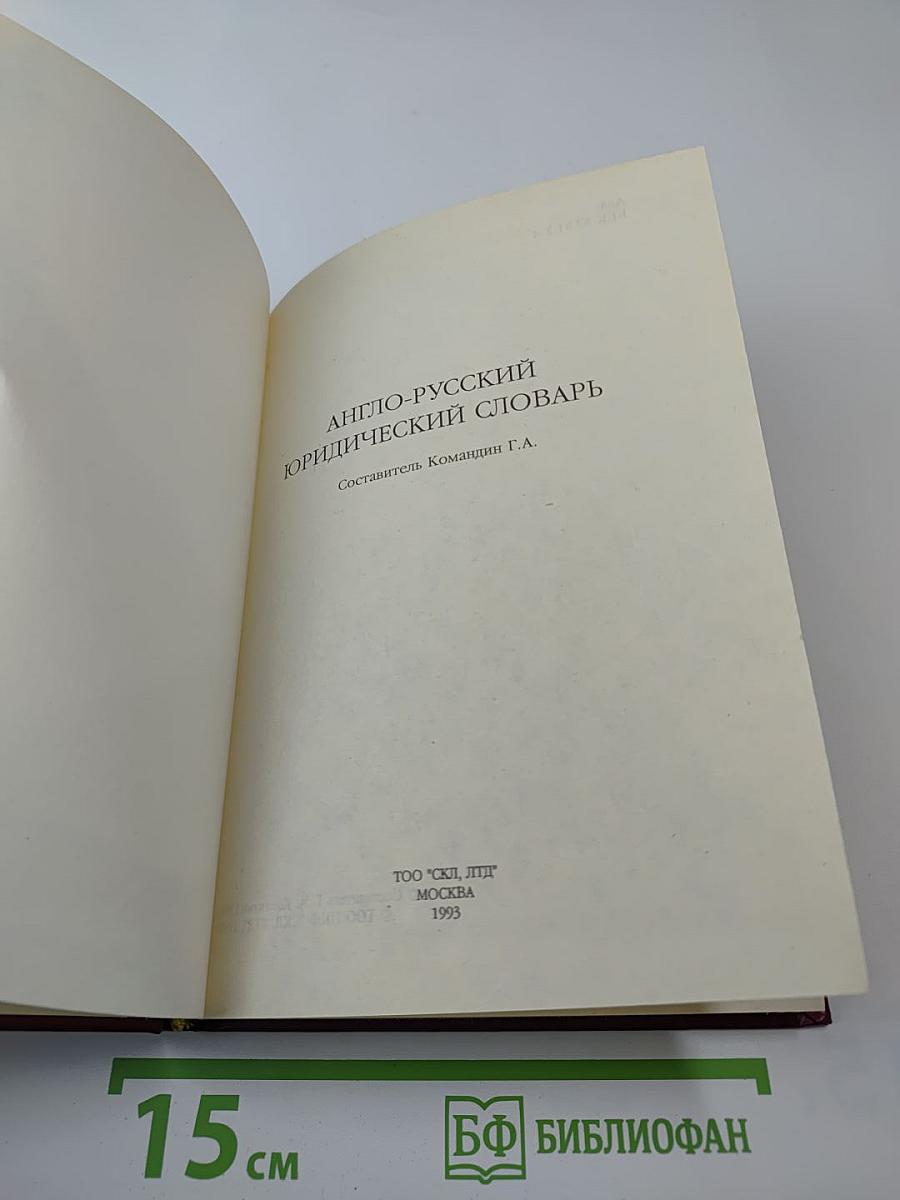 АНГЛО-РУССКИЙ
ЮРИДИЧЕСКИЙ СЛОВАРЬ
Составитель Командин Г.А.
ТОО "СКЛ, ЛТД"
МОСКВА
1993
15 см
БФ БИБЛИОФАН